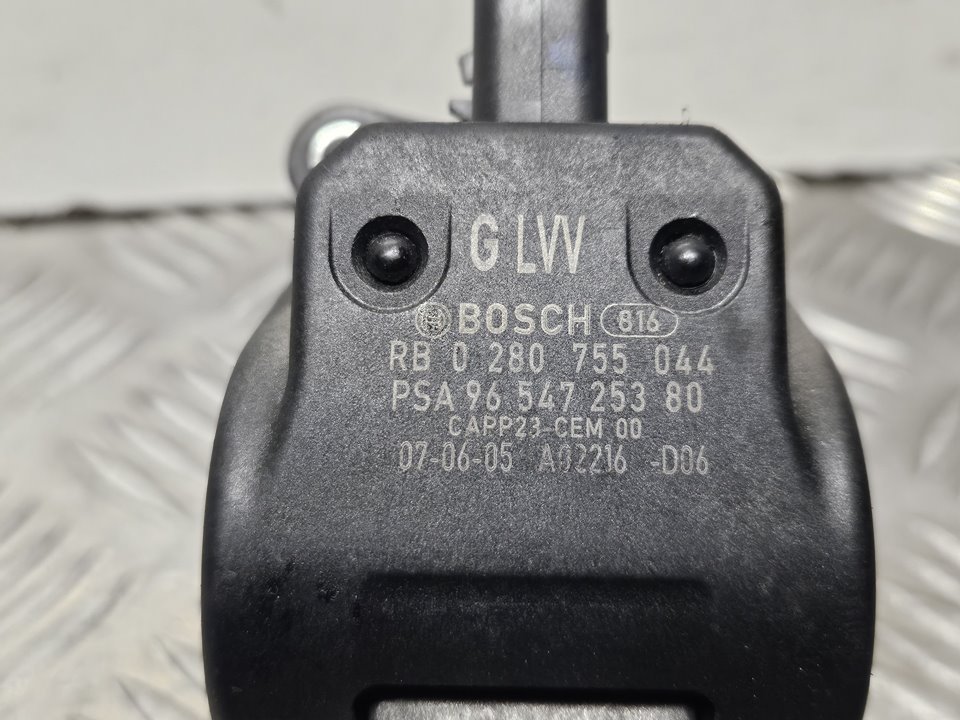 G LVV
BOSCH 816
RB 0 280 755 044
PSA 96 547 253 80
CAPP23-CEM 00
07-06-05 A02216 -D06